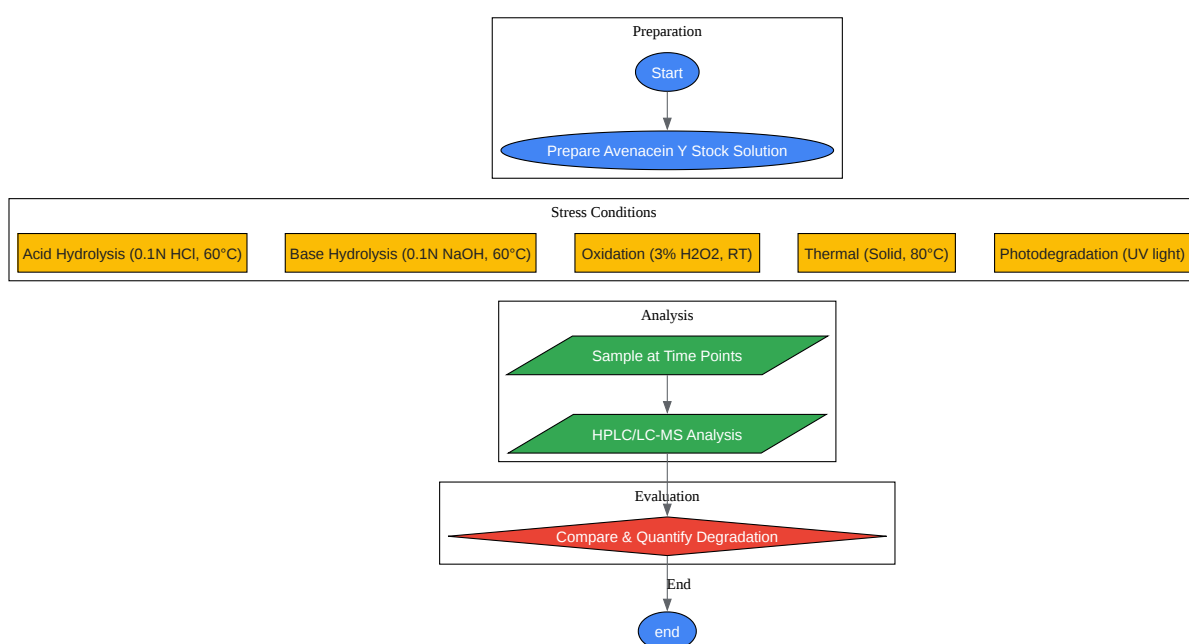 Preparation
Start
Prepare Avenacein Y Stock Solution
Stress Conditions
Acid Hydrolysis (0.1N HCl, 60°C)
Base Hydrolysis (0.1N NaOH, 60°C)
Oxidation (3% H2O2, RT)
Thermal (Solid, 80°C)
Photodegradation (UV light)
Analysis
Sample at Time Points
HPLC/LC-MS Analysis
Evaluation
Compare & Quantify Degradation
End
end